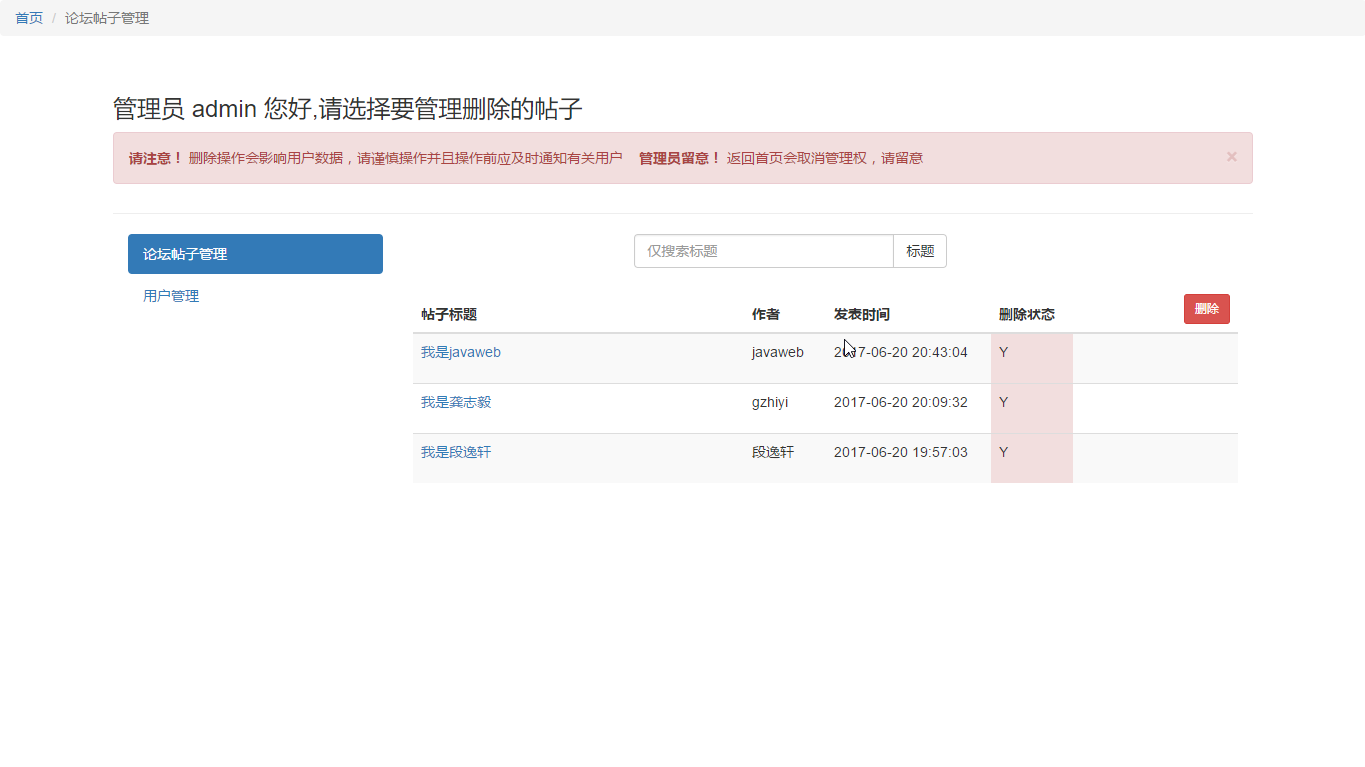 首页 / 论坛帖子管理
管理员 admin 您好,请选择要管理删除的帖子
请注意！ 删除操作会影响用户数据，请谨慎操作并且操作前应及时通知有关用户 管理员留意！ 返回首页会取消管理权，请留意 ×
论坛帖子管理
用户管理
仅搜索标题 标题
帖子标题 作者 发表时间 删除状态 删除
我是javaweb javaweb 2017-06-20 20:43:04 Y
我是龚志毅 gzhiyi 2017-06-20 20:09:32 Y
我是段逸轩 段逸轩 2017-06-20 19:57:03 Y